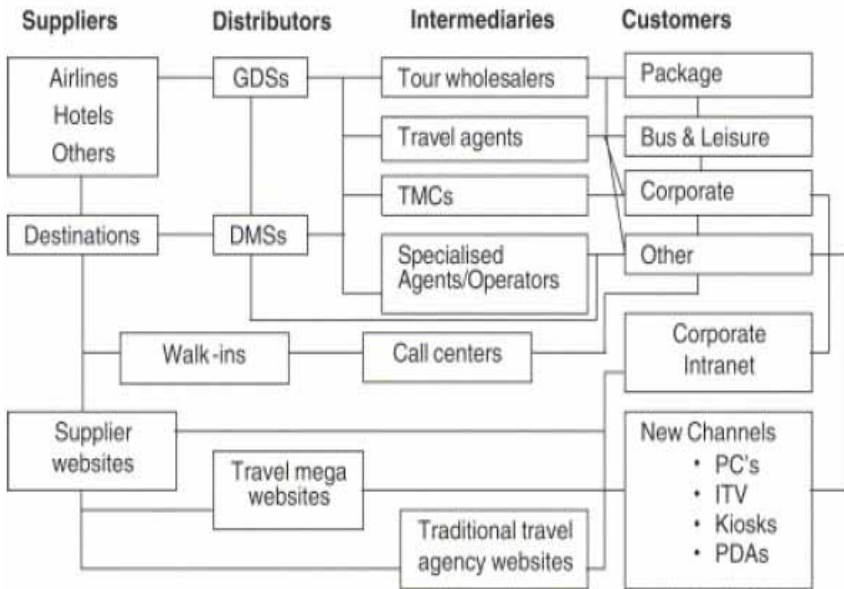 Suppliers
Distributors
Intermediaries
Customers
Airlines
Hotels
Others
GDSs
Tour wholesalers
Package
Travel agents
Bus & Leisure
TMCs
Corporate
Destinations
DMSs
Specialised
Agents/Operators
Other
Walk-ins
Call centers
Corporate
Intranet
Supplier
websites
Travel mega
websites
Traditional travel
agency websites
New Channels
• PC's
• ITV
• Kiosks
• PDAs